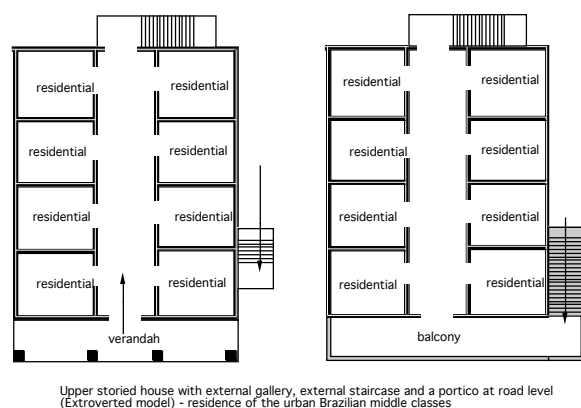 residential residential residential residential
residential residential residential residential
residential residential residential residential
residential residential residential residential
verandah balcony
Upper storied house with external gallery, external staircase and a portico at road level
(Extroverted model) - residence of the urban Brazilian middle classes